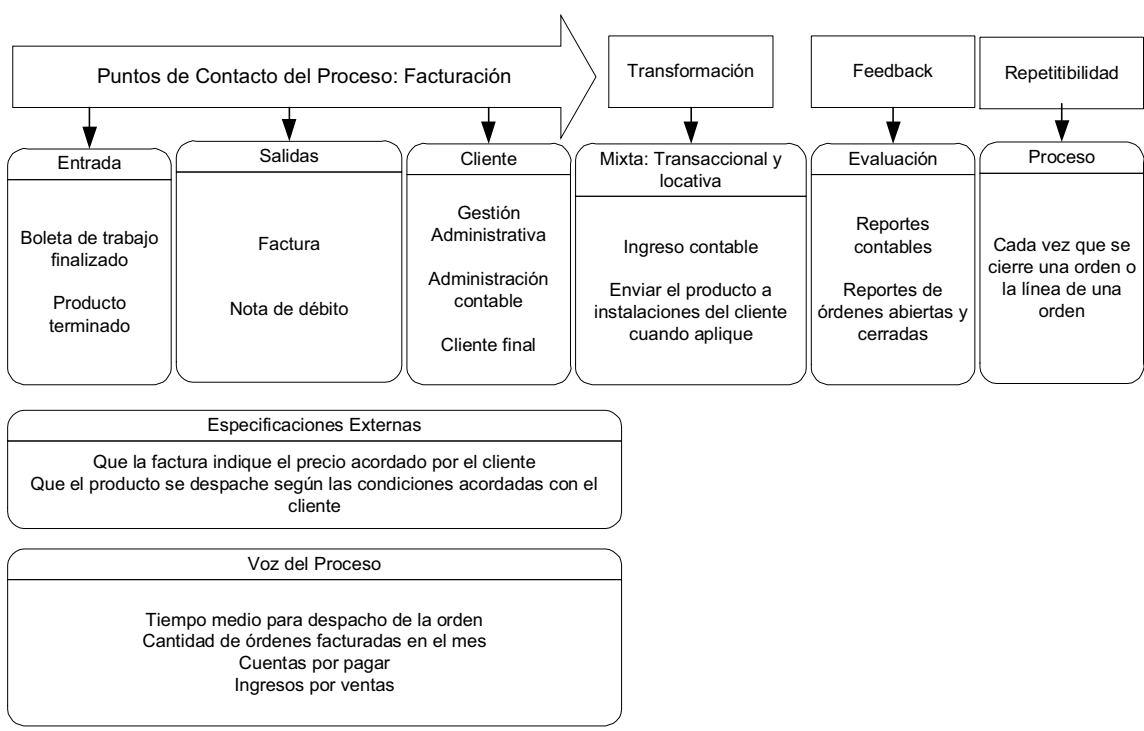 Puntos de Contacto del Proceso: Facturación
Transformación
Feedback
Repetitibilidad
Entrada
Boleta de trabajo
finalizado
Producto
terminado
Salidas
Factura
Nota de débito
Cliente
Gestión
Administrativa
Administración
contable
Cliente final
Mixta: Transaccional y
locativa
Ingreso contable
Enviar el producto a
instalaciones del cliente
cuando aplique
Evaluación
Reportes
contables
Reportes de
órdenes abiertas y
cerradas
Proceso
Cada vez que se
cierre una orden o
la línea de una
orden
Especificaciones Externas
Que la factura indique el precio acordado por el cliente
Que el producto se despache según las condiciones acordadas con el
cliente
Voz del Proceso
Tiempo medio para despacho de la orden
Cantidad de órdenes facturadas en el mes
Cuentas por pagar
Ingresos por ventas